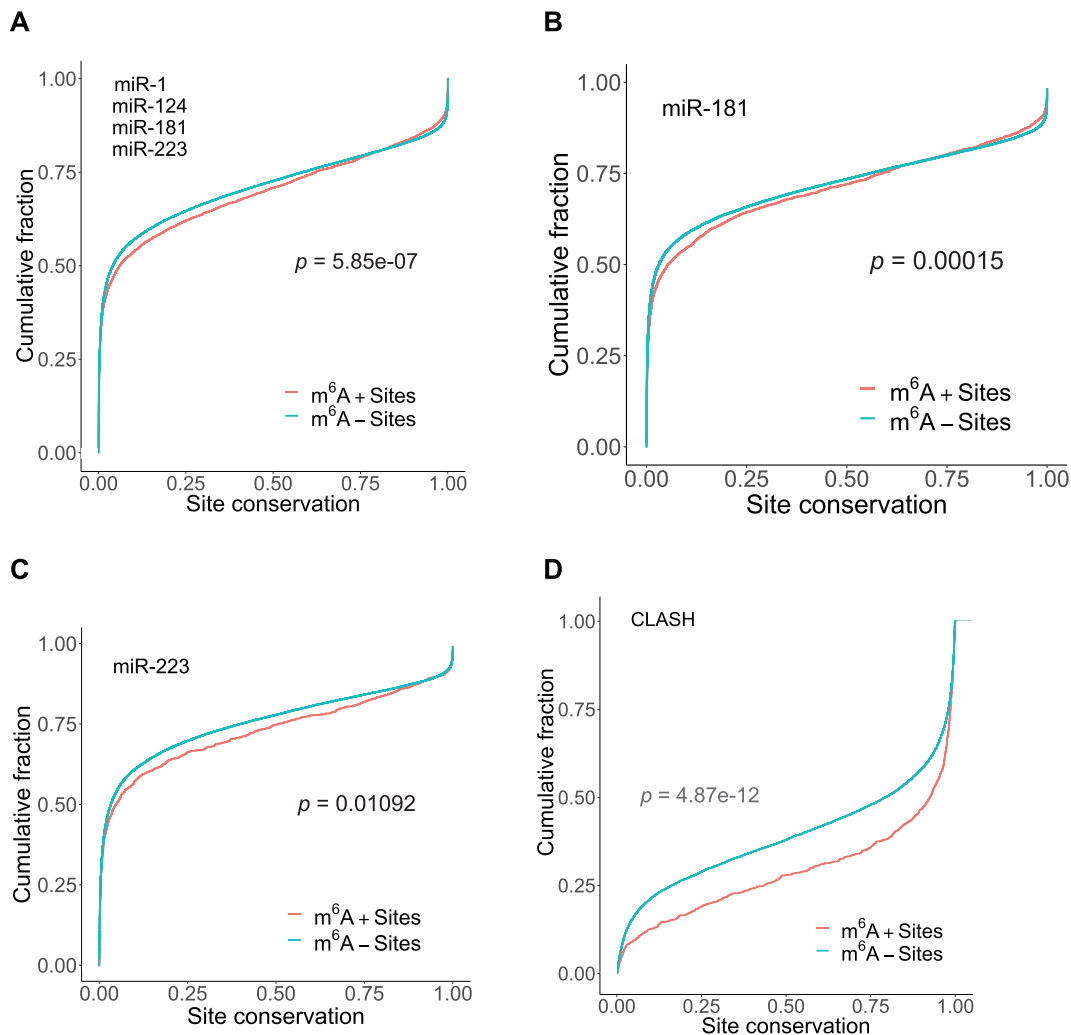 A
miR-1
miR-124
miR-181
miR-223
1.00
0.75
0.50
0.25
0.00
Cumulative fraction
p = 5.85e-07
m⁶A + Sites
m⁶A – Sites
0.00 0.25 0.50 0.75 1.00
Site conservation
B
miR-181
1.00
0.75
0.50
0.25
0.00
Cumulative fraction
p = 0.00015
m⁶A + Sites
m⁶A – Sites
0.00 0.25 0.50 0.75 1.00
Site conservation
C
miR-223
1.00
0.75
0.50
0.25
0.00
Cumulative fraction
p = 0.01092
m⁶A + Sites
m⁶A – Sites
0.00 0.25 0.50 0.75 1.00
Site conservation
D
CLASH
1.00
0.75
0.50
0.25
0.00
Cumulative fraction
p = 4.87e-12
m⁶A + Sites
m⁶A – Sites
0.00 0.25 0.50 0.75 1.00
Site conservation